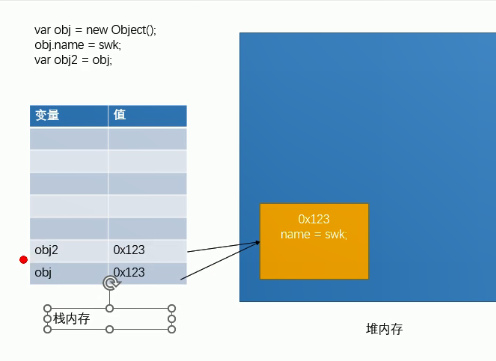 var obj = new Object();
obj.name = swk;
var obj2 = obj;
变量 值
obj2 0x123
obj 0x123
栈内存
0x123
name = swk;
堆内存